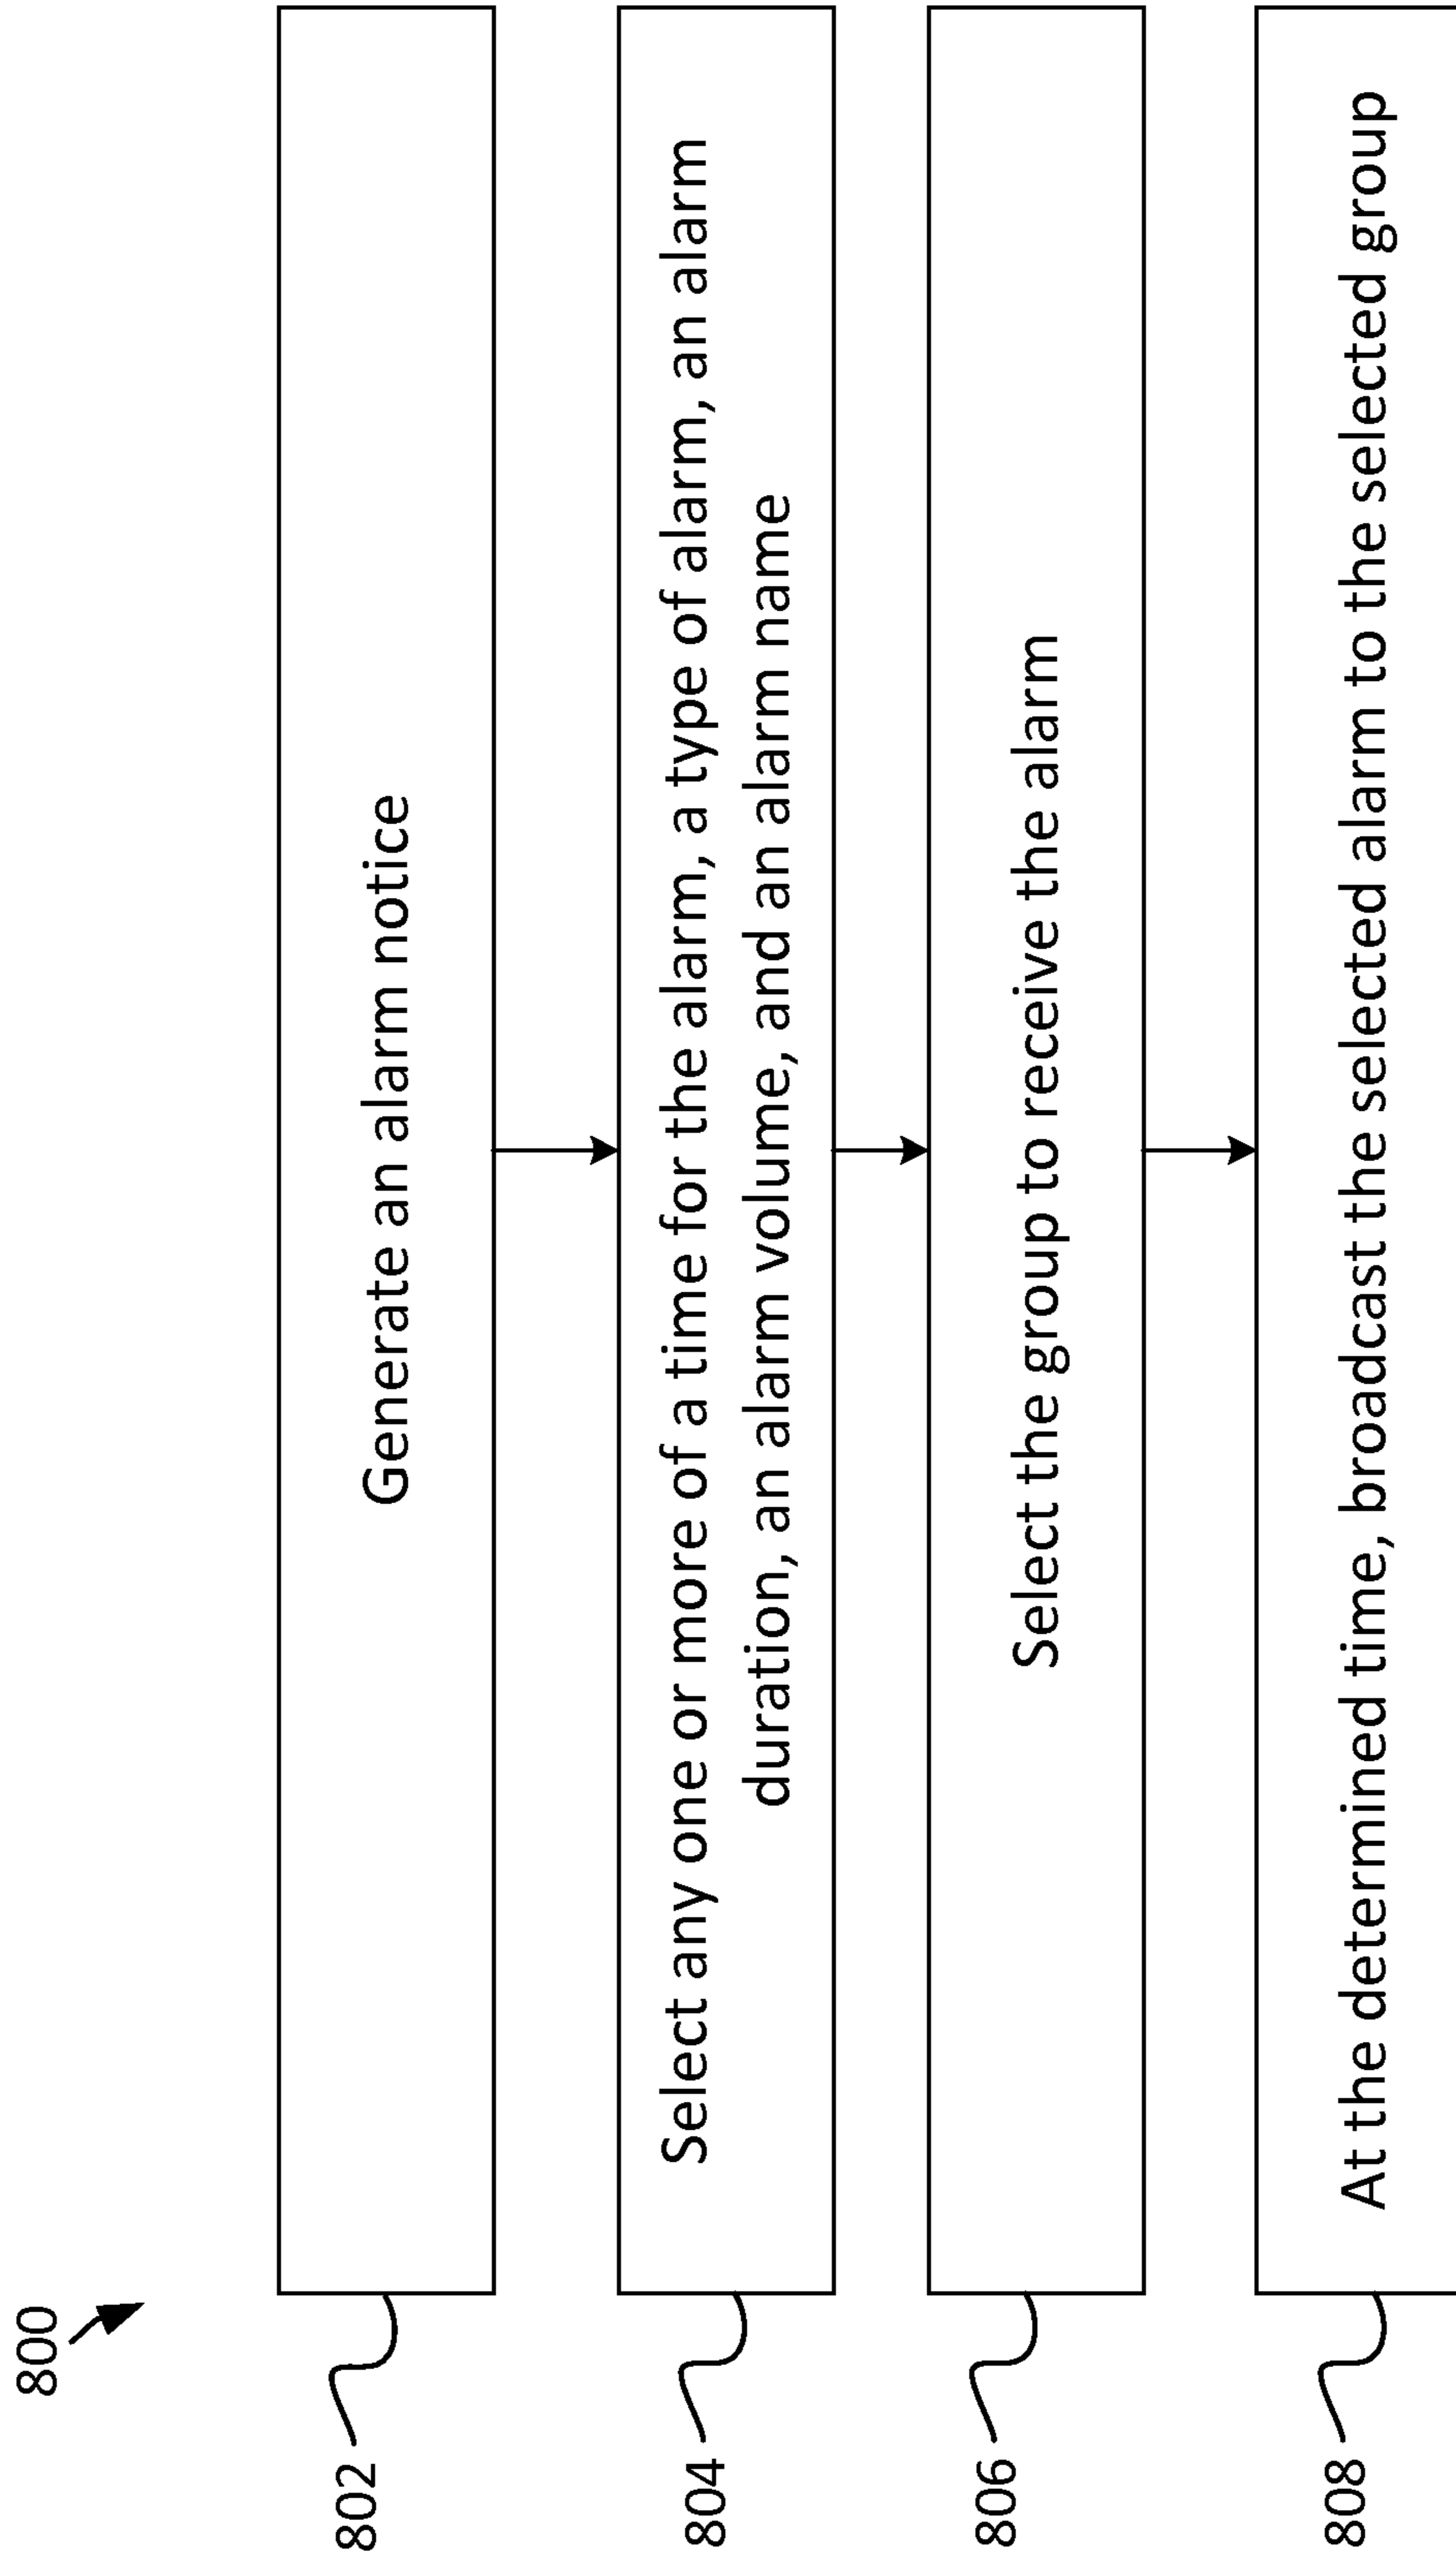 800
802
Generate an alarm notice
804
Select any one or more of a time for the alarm, a type of alarm, an alarm
duration, an alarm volume, and an alarm name
806
Select the group to receive the alarm
808
At the determined time, broadcast the selected alarm to the selected group